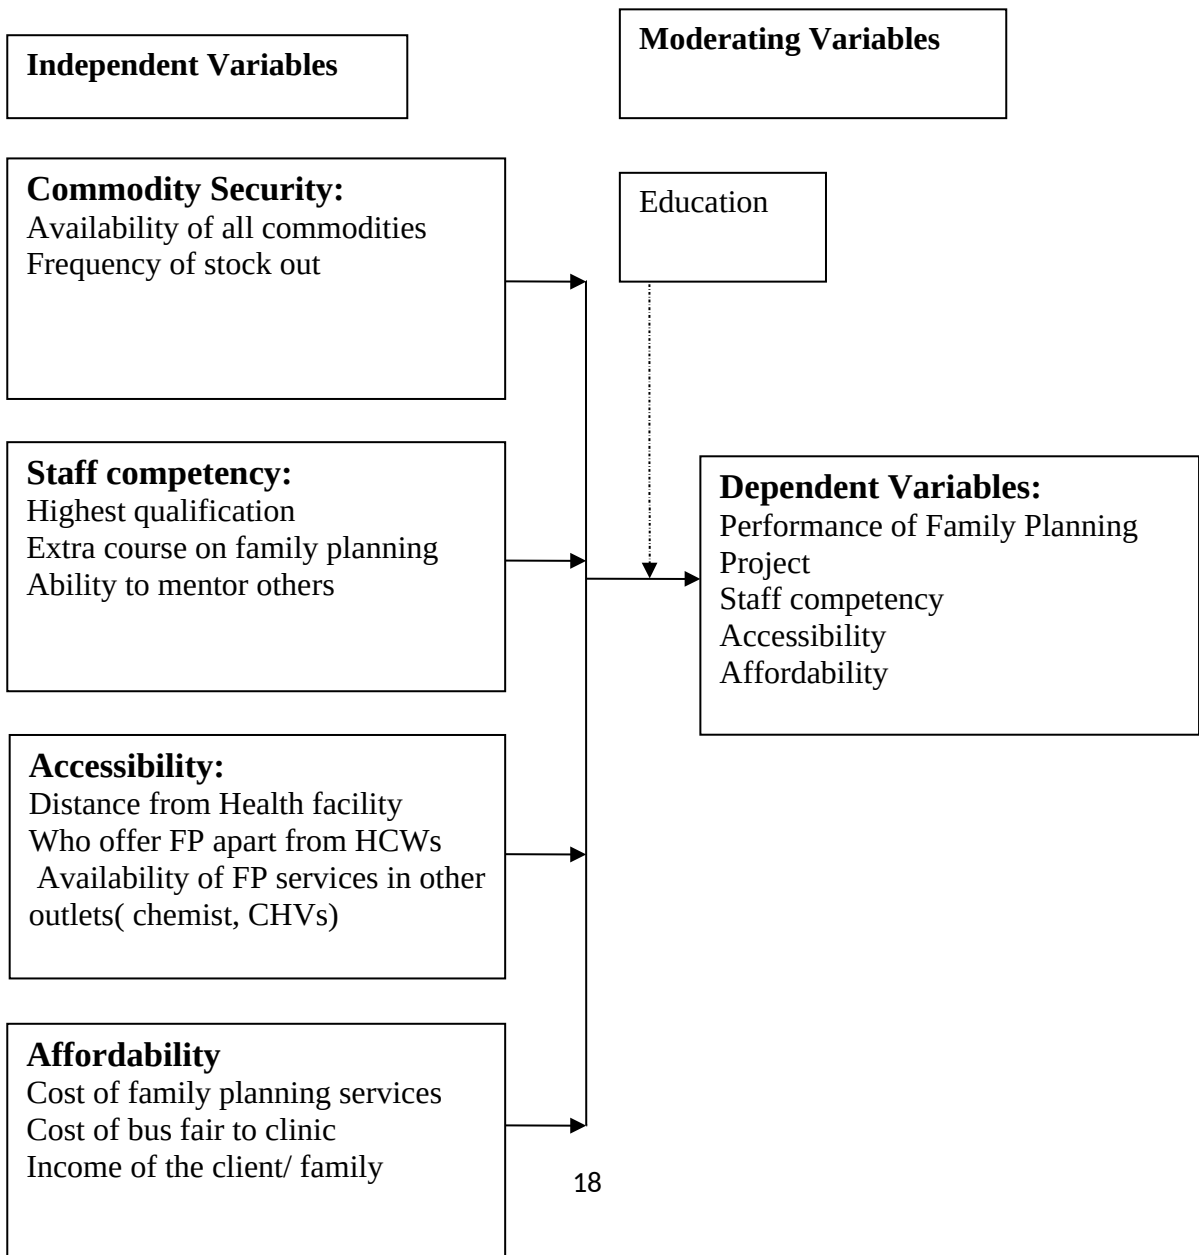 Independent Variables
Moderating Variables
Commodity Security:
Availability of all commodities
Frequency of stock out
Education
Staff competency:
Highest qualification
Extra course on family planning
Ability to mentor others
Dependent Variables:
Performance of Family Planning
Project
Staff competency
Accessibility
Affordability
Accessibility:
Distance from Health facility
Who offer FP apart from HCWs
Availability of FP services in other
outlets( chemist, CHVs)
Affordability
Cost of family planning services
Cost of bus fair to clinic
Income of the client/ family
18